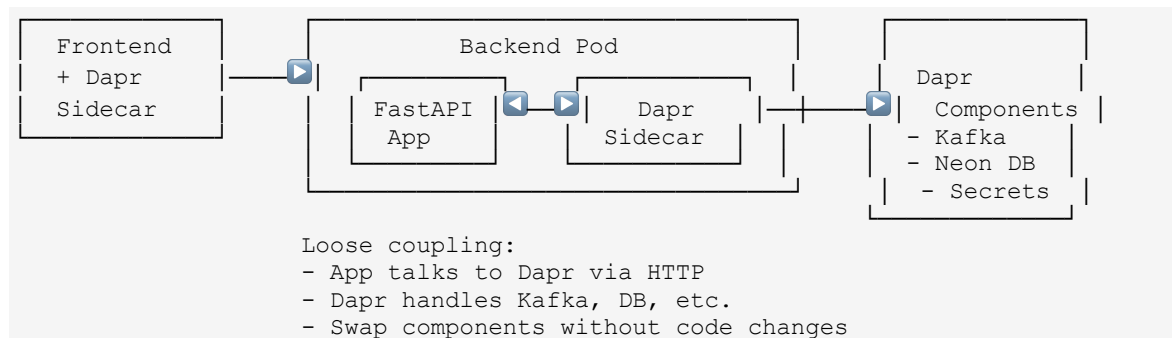 Frontend
+ Dapr
Sidecar
Backend Pod
FastAPI
App
Dapr
Sidecar
Dapr
Components
- Kafka
- Neon DB
- Secrets
Loose coupling:
- App talks to Dapr via HTTP
- Dapr handles Kafka, DB, etc.
- Swap components without code changes